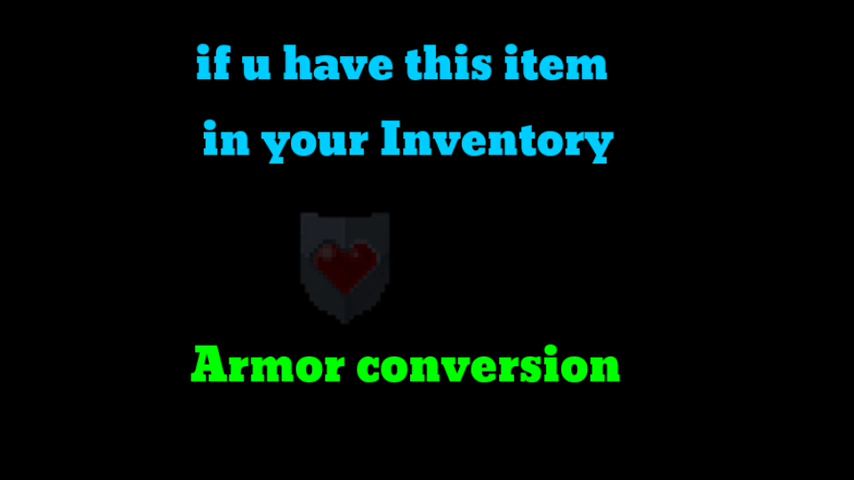 if u have this item
in your Inventory
Armor conversion